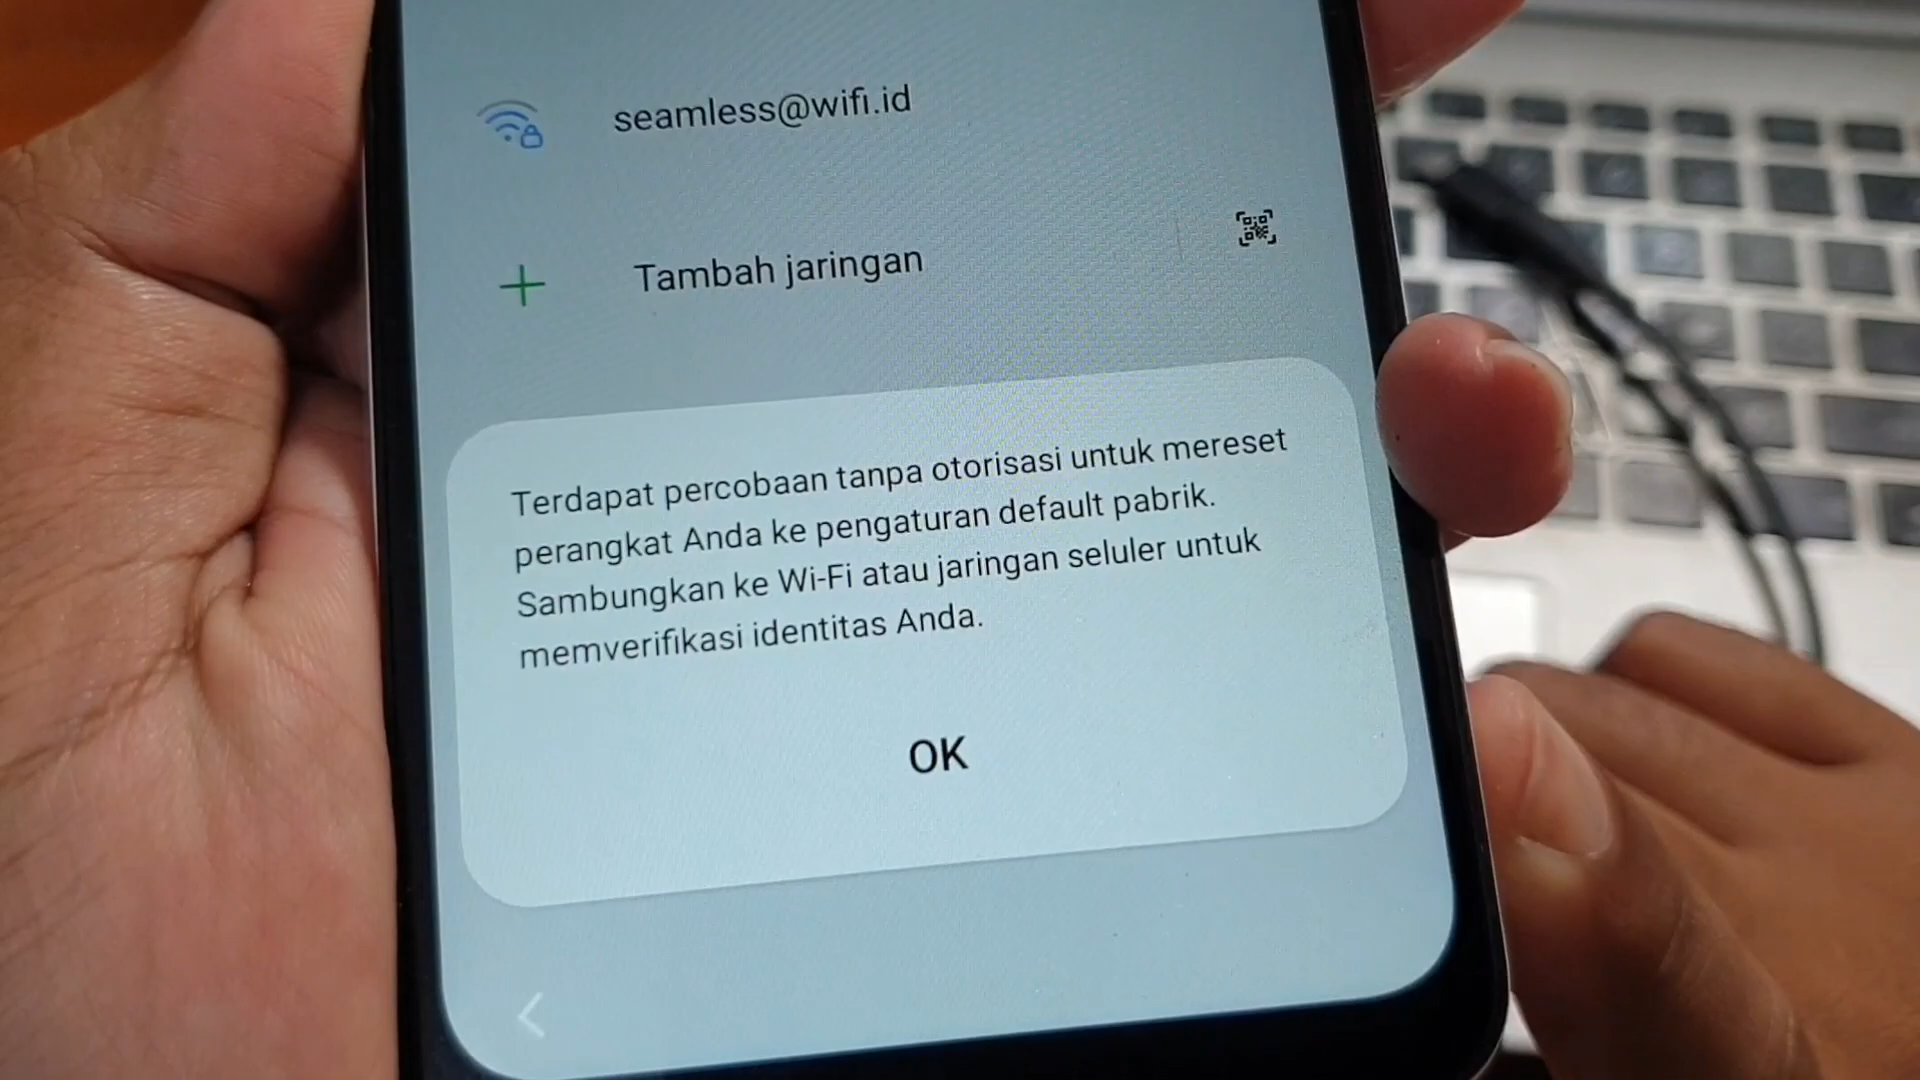 seamless@wifi.id
Tambah jaringan
Terdapat percobaan tanpa otorisasi untuk mereset
perangkat Anda ke pengaturan default pabrik.
Sambungkan ke Wi-Fi atau jaringan seluler untuk
memverifikasi identitas Anda.
OK